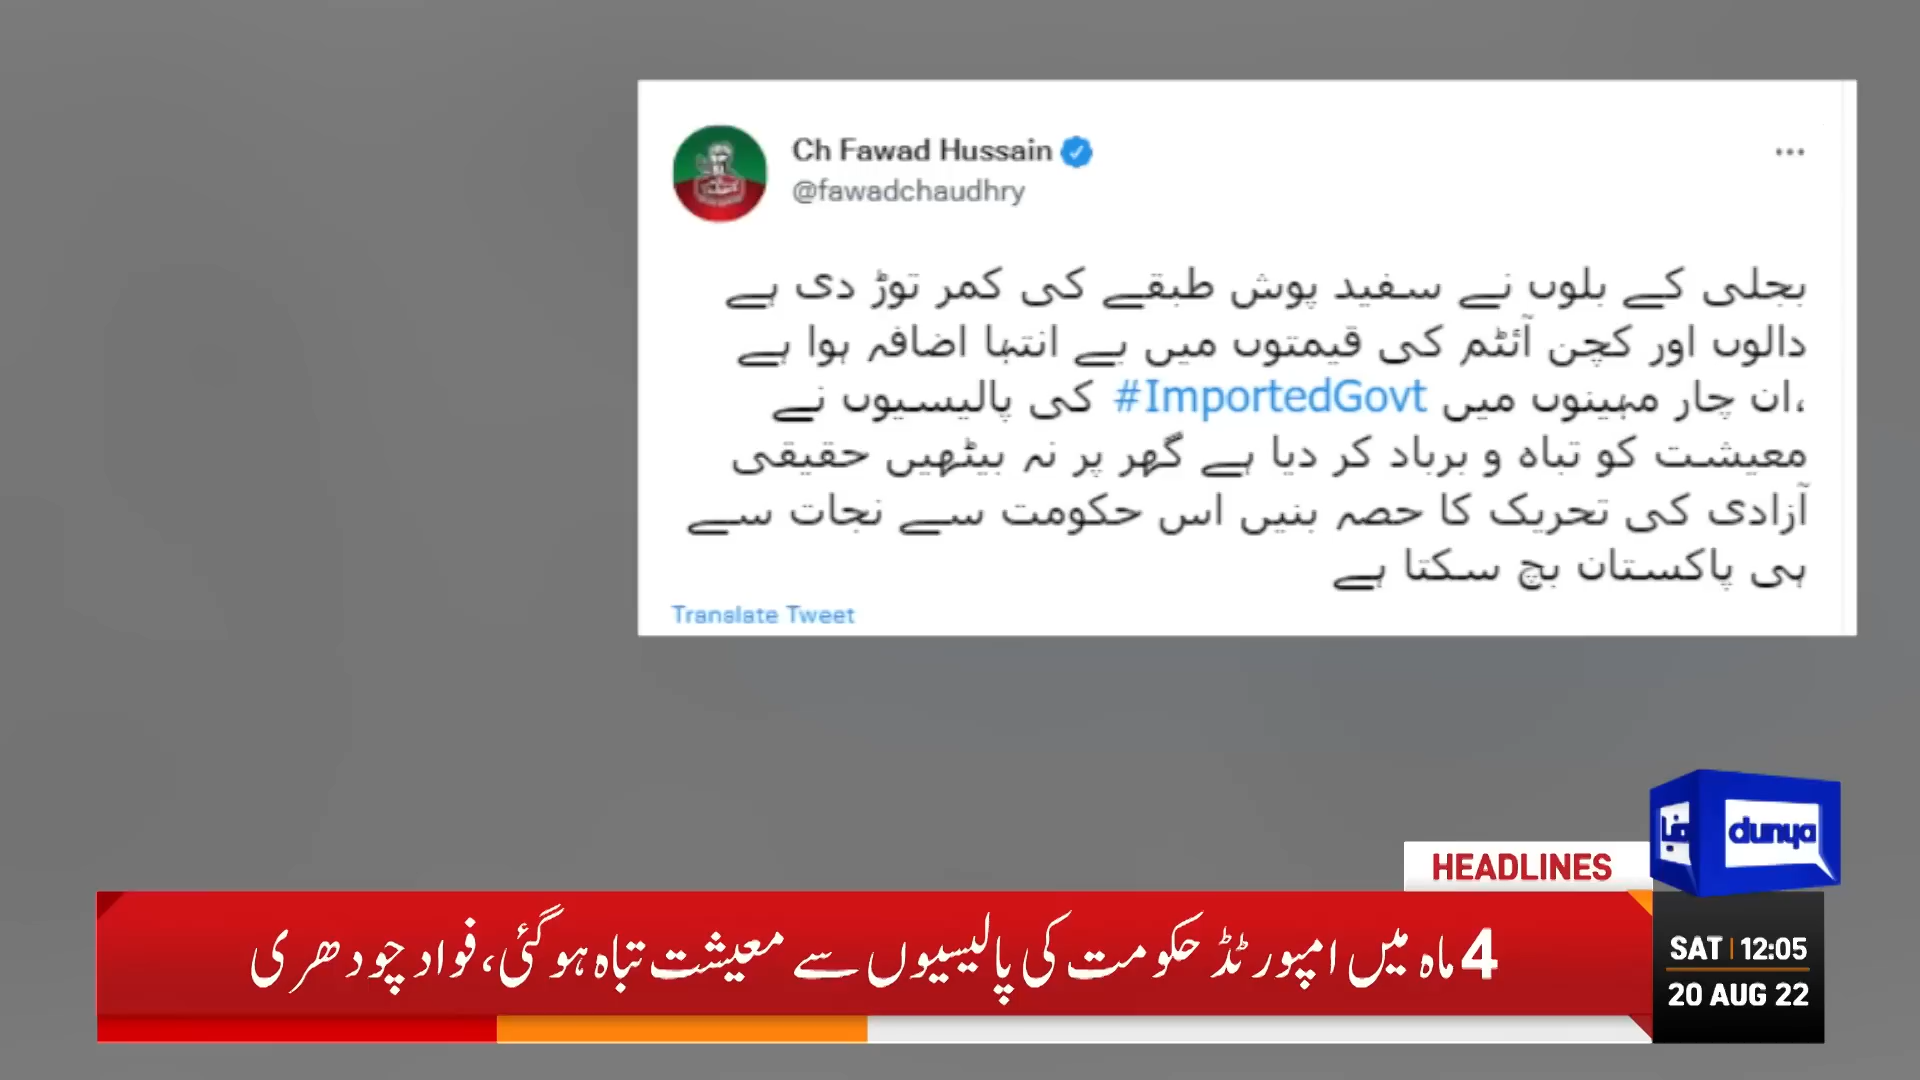 Ch Fawad Hussain
@fawadchaudhry
بجلی کے بلوں نے سفید پوش طبقے کی کمر توڑ دی ہے
دالوں اور کچن آئٹم کی قیمتوں میں بے انتہا اضافہ ہوا ہے
،ان چار مہینوں میں #ImportedGovt کی پالیسیوں نے
معیشت کو تباہ و برباد کر دیا ہے گھر پر نہ بیٹھیں حقیقی
آزادی کی تحریک کا حصہ بنیں اس حکومت سے نجات سے
ہی پاکستان بچ سکتا ہے
Translate Tweet
دنیا
dunya
HEADLINES
4 ماہ میں امپورٹڈ حکومت کی پالیسیوں سے معیشت تباہ ہوگئی، فواد چودھری
SAT 12:05
20 AUG 22